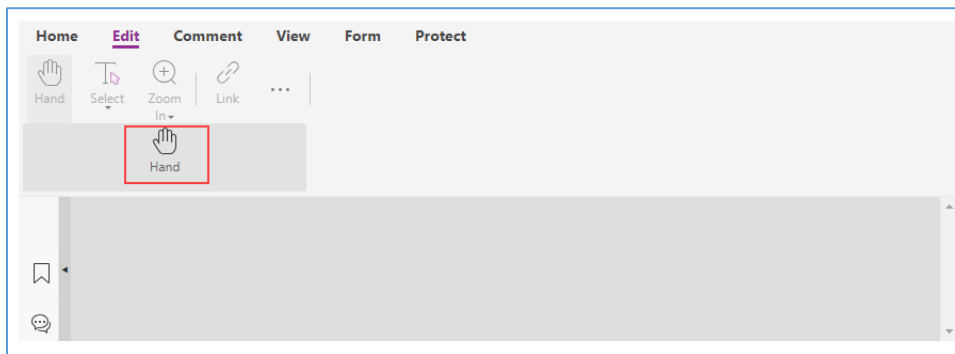 Home Edit Comment View Form Protect
Hand Select Zoom In Link ...
Hand